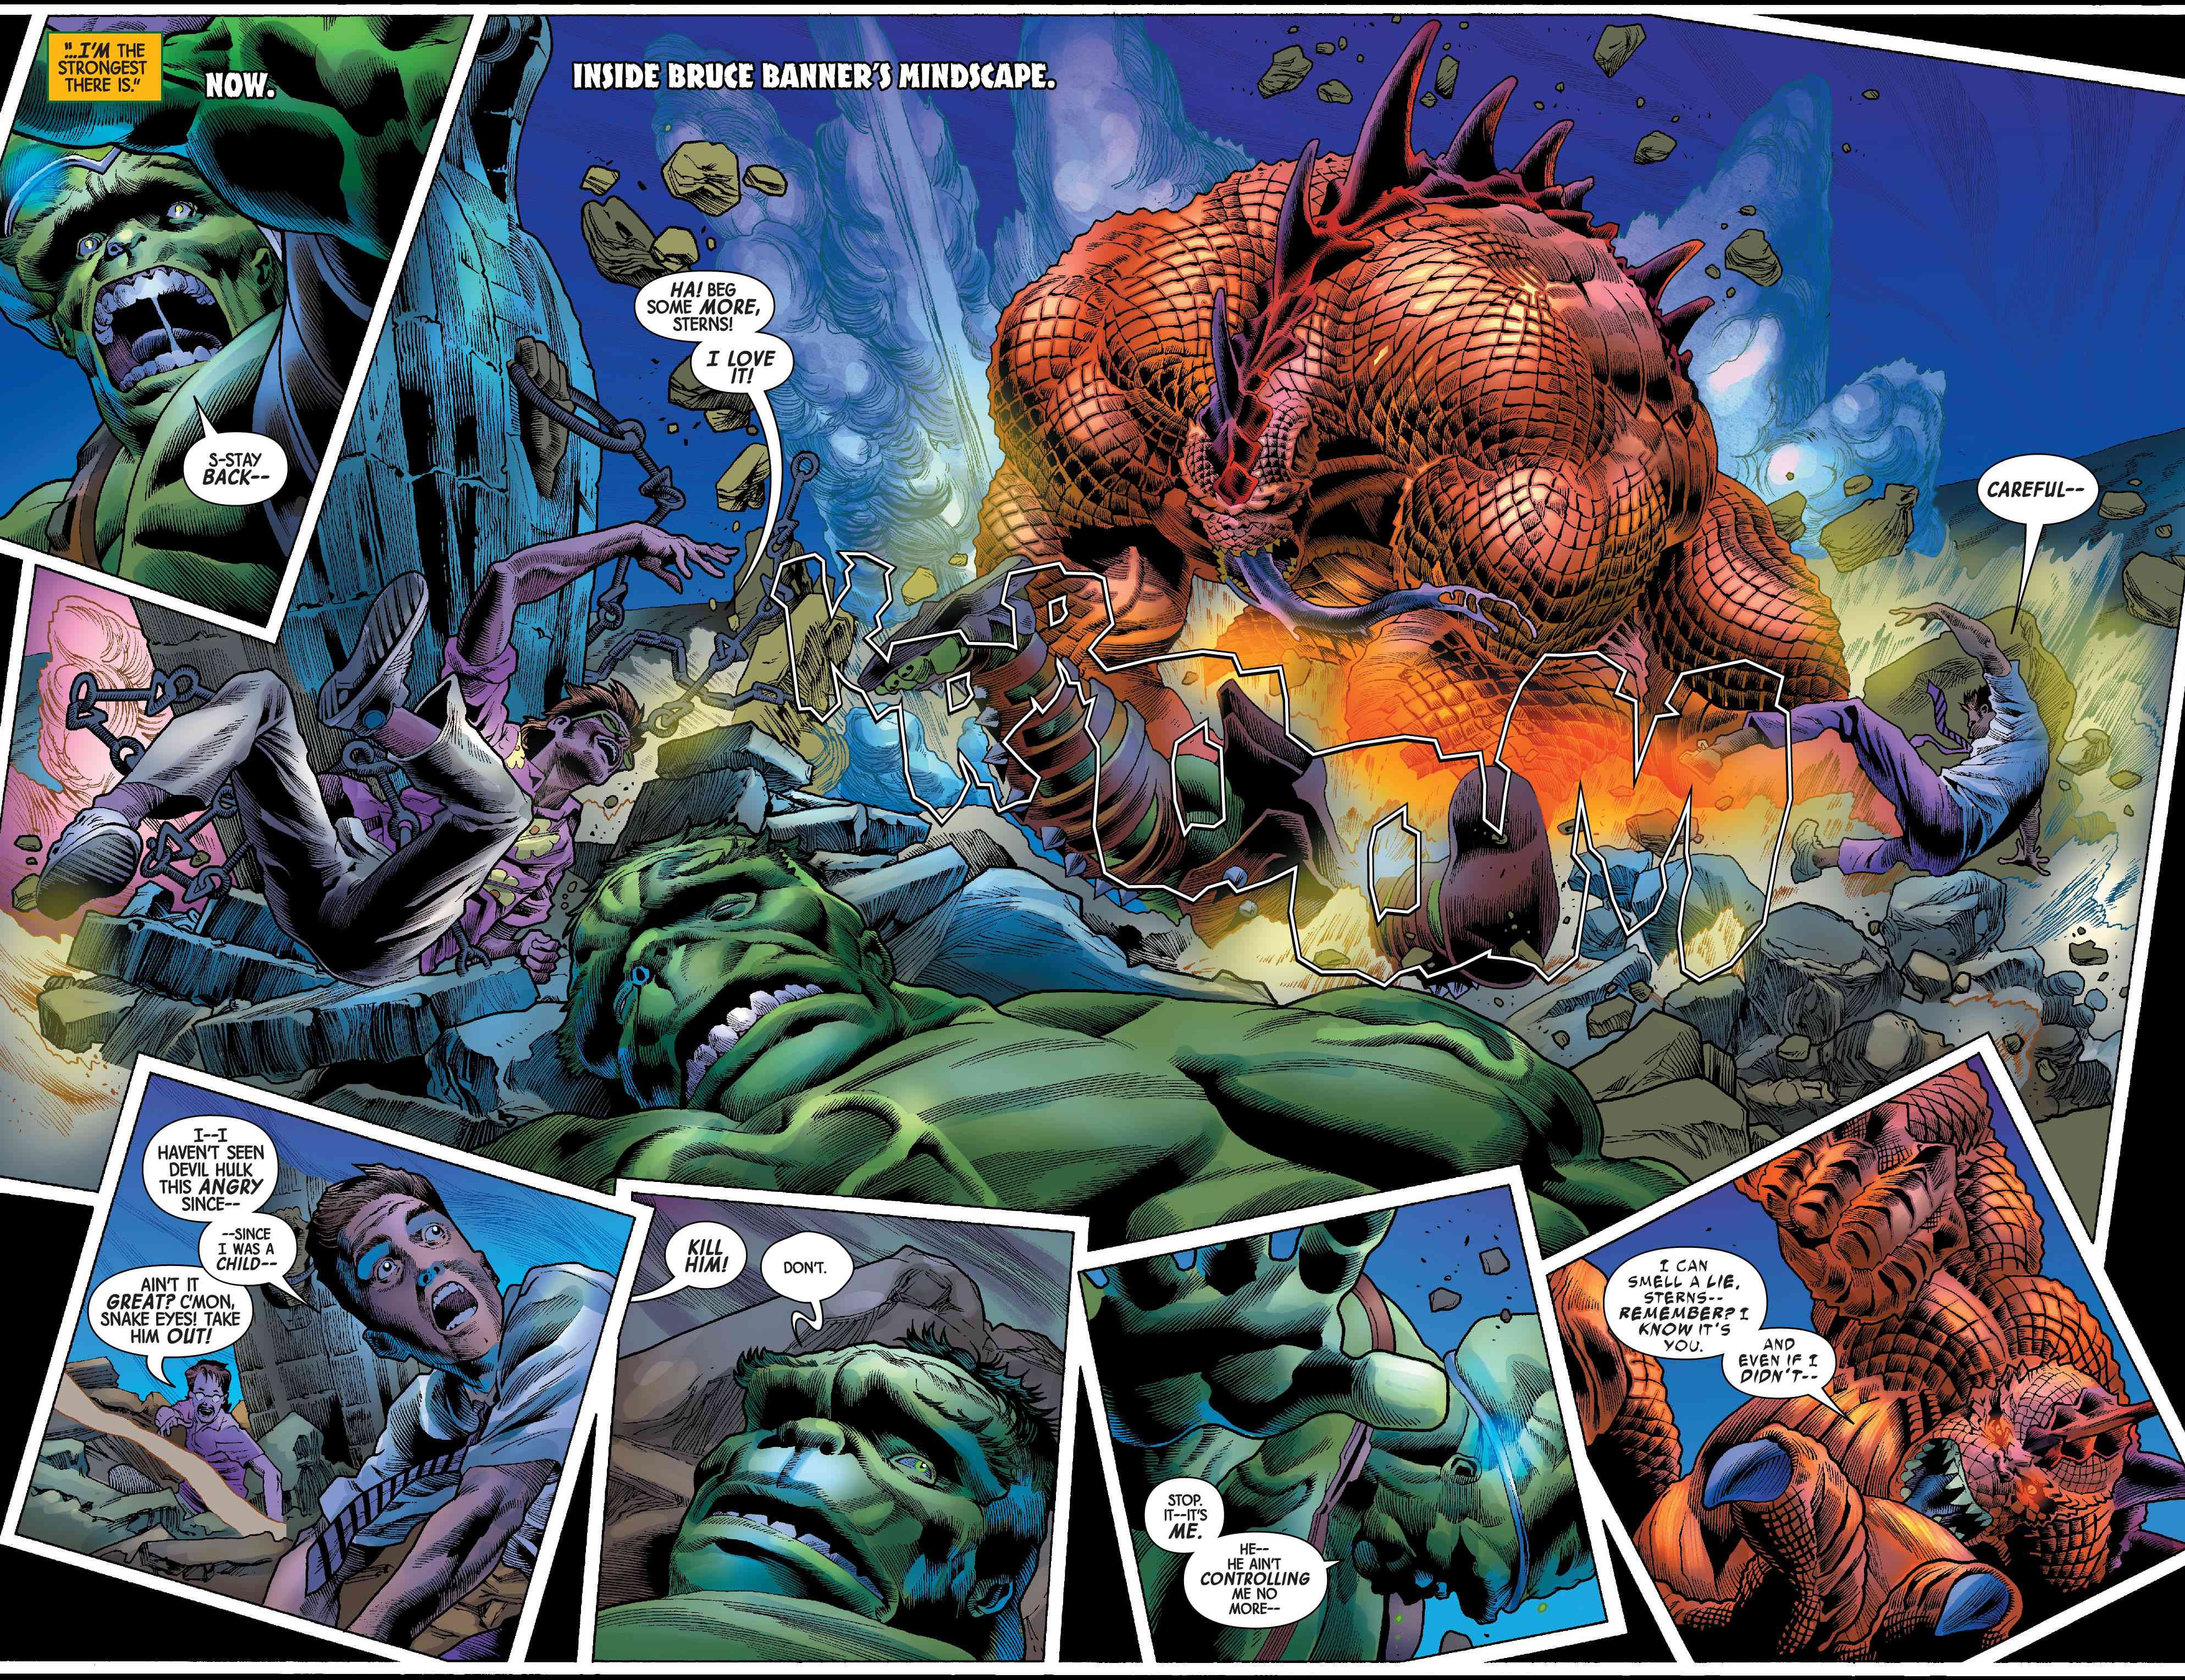 "...I'M THE
STRONGEST
THERE IS."
NOW.
S-STAY
BACK--
INSIDE BRUCE BANNER'S MINDSCAPE.
HA! BEG
SOME MORE,
STERNS!
I LOVE
IT!
KRROOM
CAREFUL--
I--I
HAVEN'T SEEN
DEVIL HULK
THIS ANGRY
SINCE--
--SINCE
I WAS A
CHILD--
AIN'T IT
GREAT? C'MON,
SNAKE EYES! TAKE
HIM OUT!
KILL
HIM!
DON'T.
STOP.
IT--IT'S
ME.
HE--
HE AIN'T
CONTROLLING
ME NO
MORE--
I CAN
SMELL A LIE,
STERNS--
REMEMBER? I
KNOW IT'S
YOU.
AND
EVEN IF I
DIDN'T--